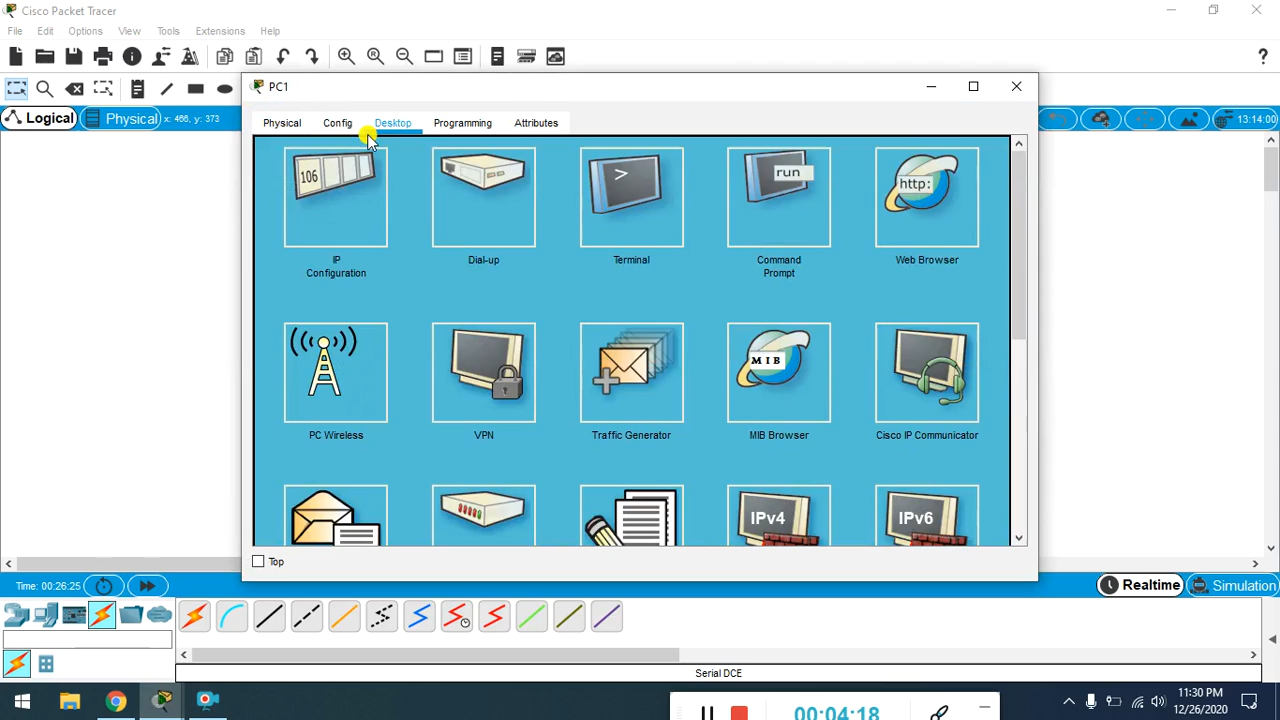 Cisco Packet Tracer
File Edit Options View Tools Extensions Help
Logical
Physical x: 466, y: 373
13:14:00
PC1
Physical Config Desktop Programming Attributes
106
>
run
http:
IP
Configuration
Dial-up
Terminal
Command
Prompt
Web Browser
MIB
PC Wireless
VPN
Traffic Generator
MIB Browser
Cisco IP Communicator
IPv4
IPv6
Top
Time: 00:26:25
Realtime
Simulation
Serial DCE
00:04:18
11:30 PM
12/26/2020